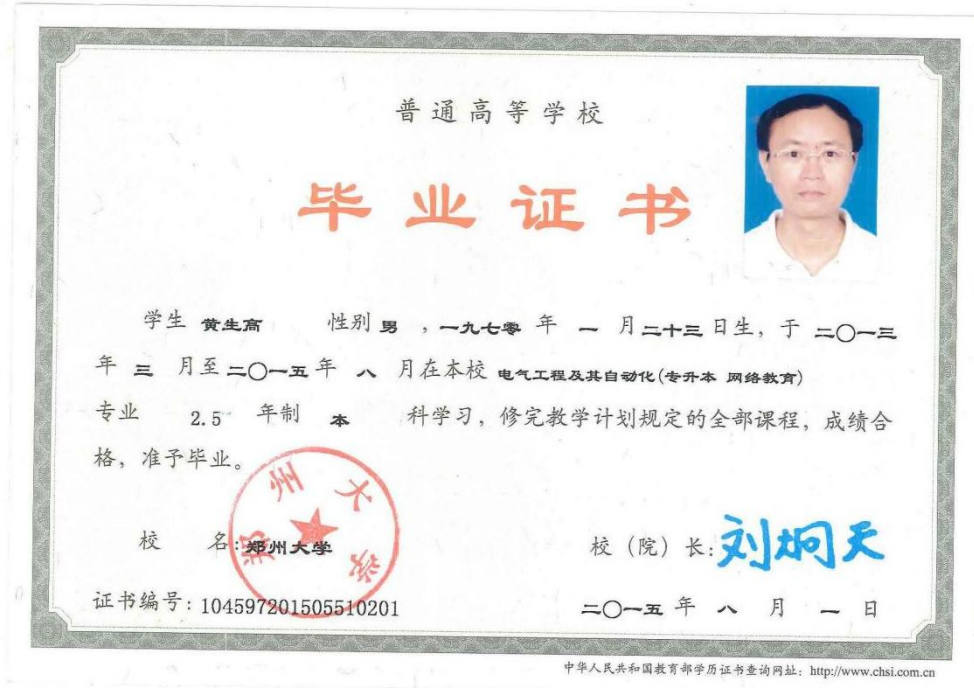 普通高等学校
毕业证书
学生 黄生高 性别 男 ，一九七零 年 一 月二十三日生，于 二〇一三
年 三 月至二〇一五年 八 月在本校 电气工程及其自动化(专升本 网络教育)
专业 2.5 年制 本 科学习，修完教学计划规定的全部课程，成绩合
格，准予毕业。
郑州大学
校 名：郑州大学 校（院）长：刘炯天
证书编号：104597201505510201 二〇一五 年 八 月 一 日
中华人民共和国教育部学历证书查询网址：http://www.chsi.com.cn